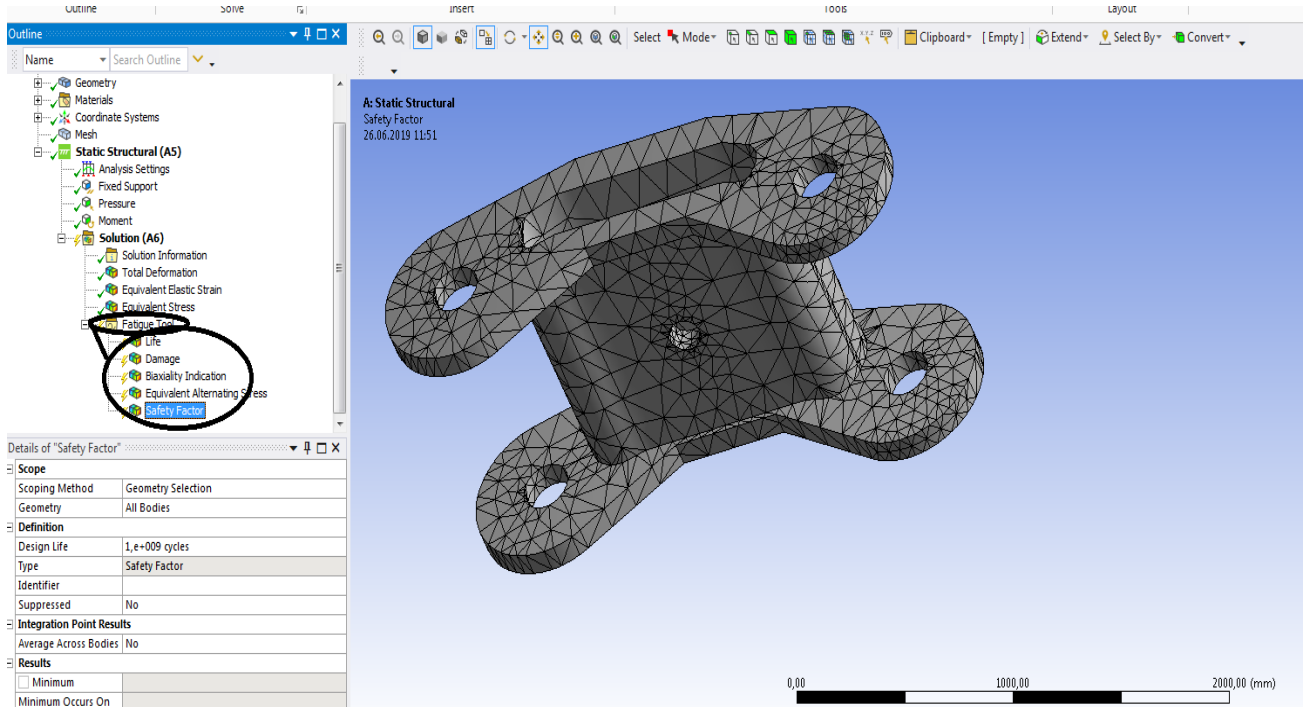 Outline Solve Insert Tools Layout
Outline
Name Search Outline
Select Mode Clipboard [ Empty ] Extend Select By Convert
Geometry
Materials
Coordinate Systems
Mesh
Static Structural (A5)
Analysis Settings
Fixed Support
Pressure
Moment
Solution (A6)
Solution Information
Total Deformation
Equivalent Elastic Strain
Equivalent Stress
Fatigue Tool
Life
Damage
Biaxiality Indication
Equivalent Alternating Stress
Safety Factor
A: Static Structural
Safety Factor
26.06.2019 11:51
Details of "Safety Factor"
Scope
Scoping Method Geometry Selection
Geometry All Bodies
Definition
Design Life 1,e+009 cycles
Type Safety Factor
Identifier
Suppressed No
Integration Point Results
Average Across Bodies No
Results
Minimum
Minimum Occurs On
0,00 1000,00 2000,00 (mm)